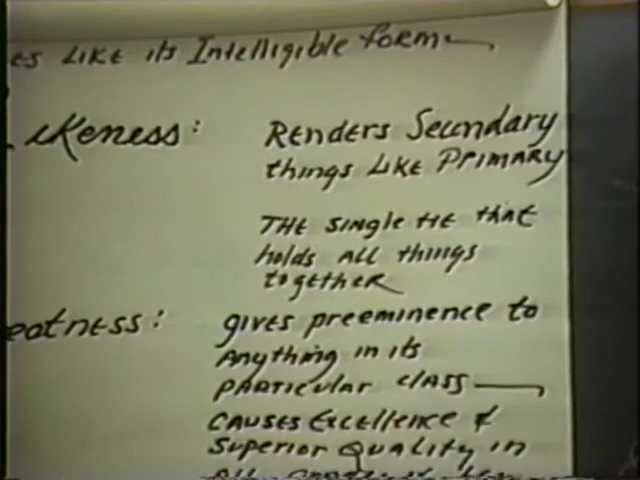 es LIKE its Intelligible form
ikeness: Renders Secondary
things LIKE PRIMARY
THE SINGLE tie that
holds ALL things
together
eatness: gives preeminence to
Anything in its
particular class
CAUSES Excellence &
Superior Quality in